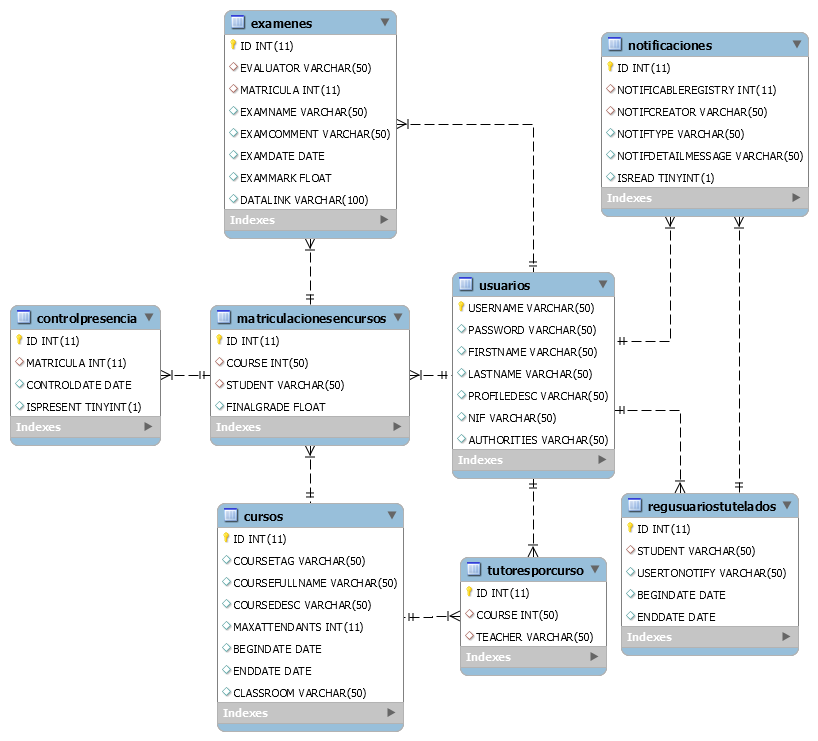 examenes
ID INT(11)
EVALUATOR VARCHAR(50)
MATRICULA INT(11)
EXAMNAME VARCHAR(50)
EXAMCOMMENT VARCHAR(50)
EXAMDATE DATE
EXAMMARK FLOAT
DATALINK VARCHAR(100)
Indexes
notificaciones
ID INT(11)
NOTIFICABLEREGISTRY INT(11)
NOTIFCREATOR VARCHAR(50)
NOTIFTYPE VARCHAR(50)
NOTIFDETAILMESSAGE VARCHAR(50)
ISREAD TINYINT(1)
Indexes
controlpresencia
ID INT(11)
MATRICULA INT(11)
CONTROLDATE DATE
ISPRESENT TINYINT(1)
Indexes
matriculacionesencursos
ID INT(11)
COURSE INT(50)
STUDENT VARCHAR(50)
FINALGRADE FLOAT
Indexes
usuarios
USERNAME VARCHAR(50)
PASSWORD VARCHAR(50)
FIRSTNAME VARCHAR(50)
LASTNAME VARCHAR(50)
PROFILEDESC VARCHAR(50)
NIF VARCHAR(50)
AUTHORITIES VARCHAR(50)
Indexes
cursos
ID INT(11)
COURSETAG VARCHAR(50)
COURSEFULLNAME VARCHAR(50)
COURSEDESC VARCHAR(50)
MAXATTENDANTS INT(11)
BEGINDATE DATE
ENDDATE DATE
CLASSROOM VARCHAR(50)
Indexes
tutoresporcurso
ID INT(11)
COURSE INT(50)
TEACHER VARCHAR(50)
Indexes
regusuariostutelados
ID INT(11)
STUDENT VARCHAR(50)
USERTONOTIFY VARCHAR(50)
BEGINDATE DATE
ENDDATE DATE
Indexes